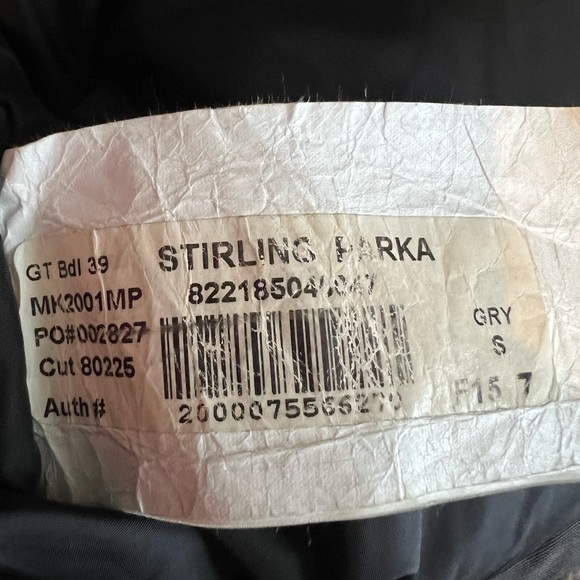 STIRLING PARKA
GT Bdl 39
MK2001MP
PO#002827
Cut 80225
Auth#
GRY
S
F15 7